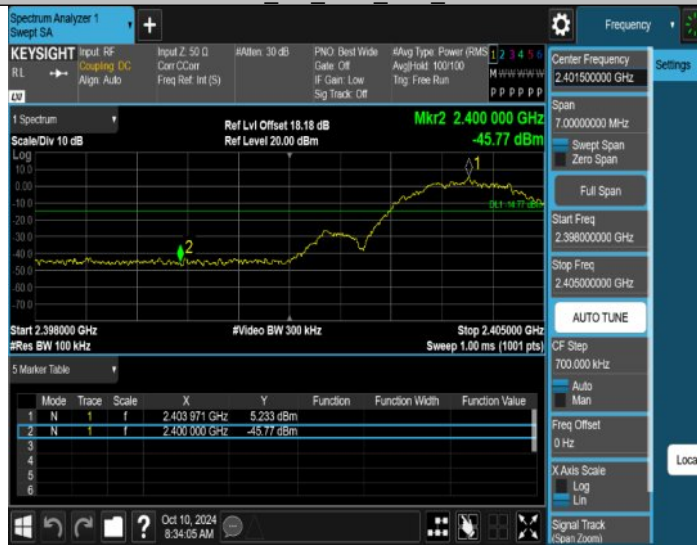 Spectrum Analyzer 1
Swept SA
Frequency
KEYSIGHT
RL
LXI
Input: RF
Coupling: DC
Align: Auto
Input Z: 50 Ω
Corr CCorr
Freq Ref: Int (S)
#Atten: 30 dB
PNO: Best Wide
Gate: Off
IF Gain: Low
Sig Track: Off
#Avg Type: Power (RMS
Avg|Hold: 100/100
Trig: Free Run
1 2 3 4 5 6
M W W W W W
P P P P P P
1 Spectrum
Scale/Div 10 dB
Log
Ref Lvl Offset 18.18 dB
Ref Level 20.00 dBm
Mkr2 2.400 000 GHz
-45.77 dBm
10.0
0.00
-10.0
-20.0
-30.0
-40.0
-50.0
-60.0
-70.0
1
2
DL1 -14.77 dBm
Start 2.398000 GHz
#Res BW 100 kHz
#Video BW 300 kHz
Stop 2.405000 GHz
Sweep 1.00 ms (1001 pts)
5 Marker Table
Mode Trace Scale X Y Function Function Width Function Value
1 N 1 f 2.403 971 GHz 5.233 dBm
2 N 1 f 2.400 000 GHz -45.77 dBm
3
4
5
6
?
Oct 10, 2024
8:34:05 AM
Center Frequency
2.401500000 GHz
Span
7.00000000 MHz
Swept Span
Zero Span
Full Span
Start Freq
2.398000000 GHz
Stop Freq
2.405000000 GHz
AUTO TUNE
CF Step
700.000 kHz
Auto
Man
Freq Offset
0 Hz
X Axis Scale
Log
Lin
Signal Track
(Span Zoom)
Settings
Loca